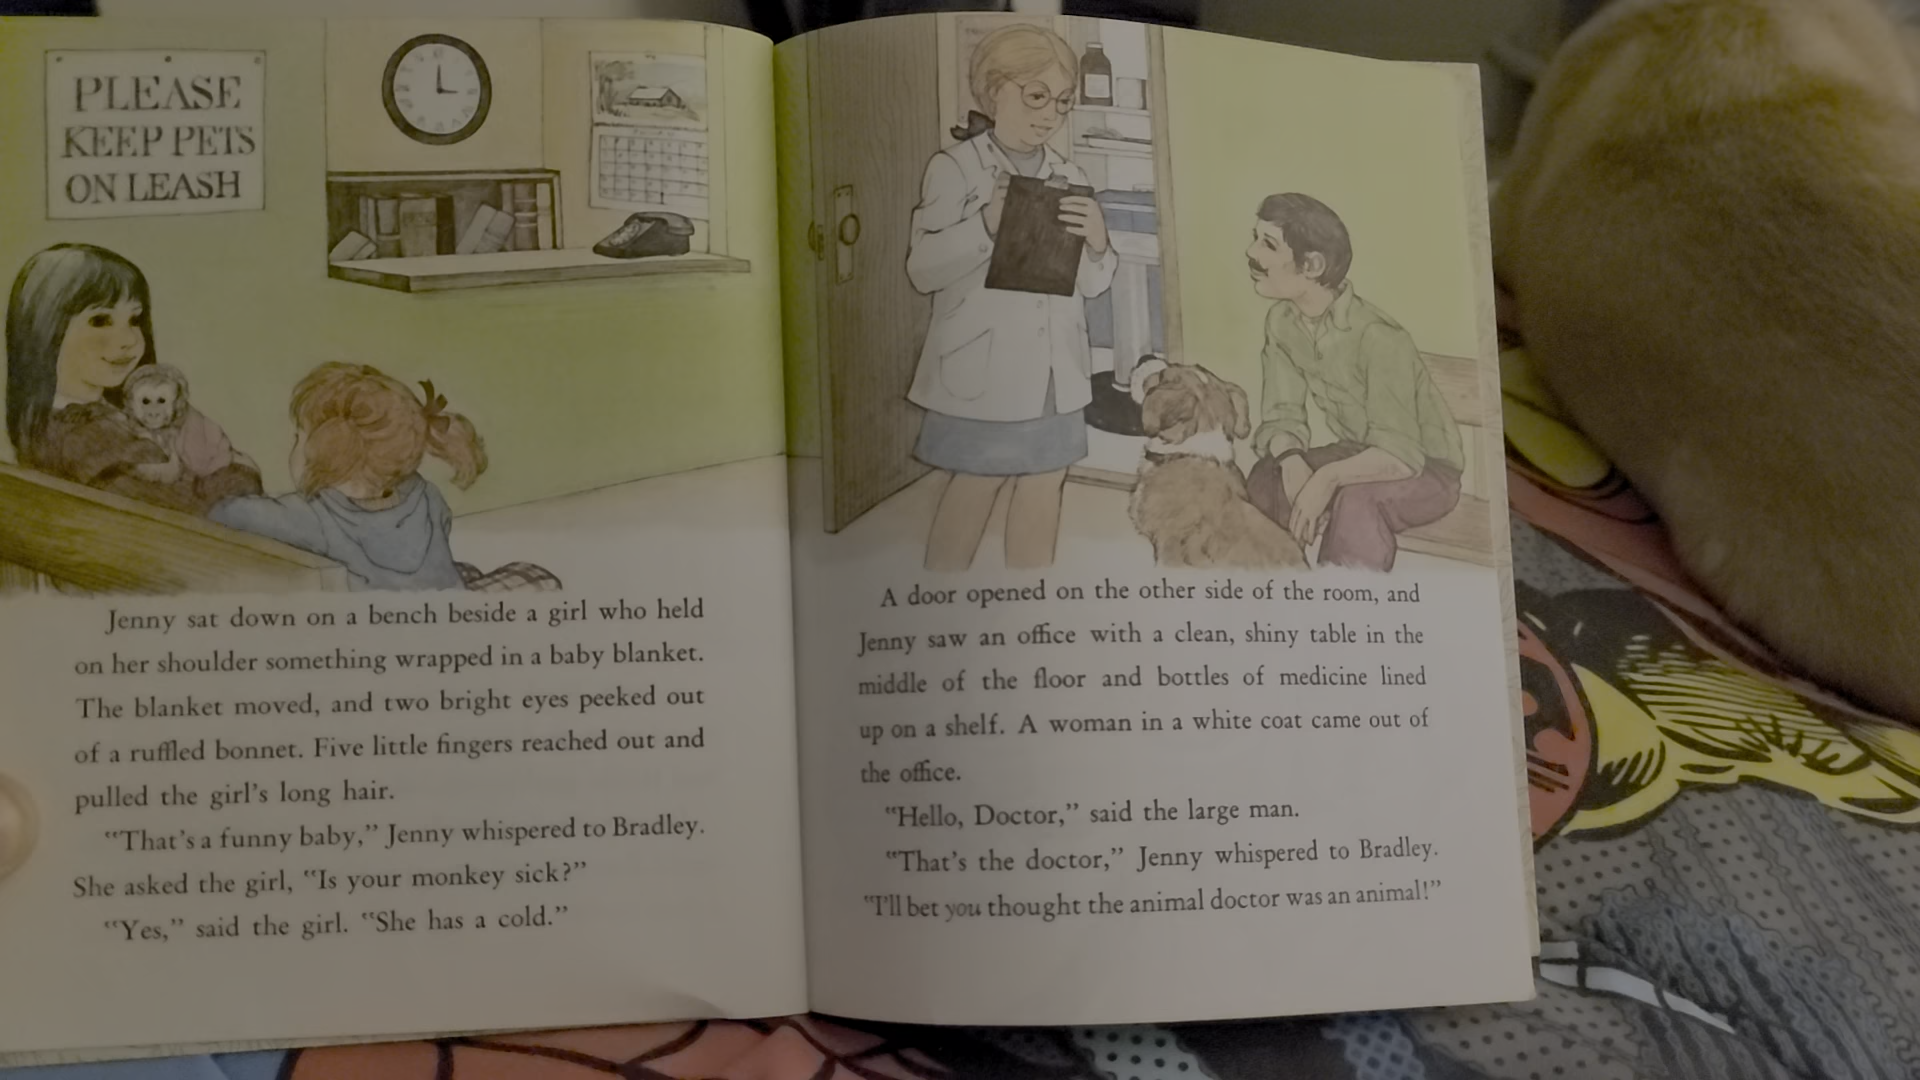 PLEASE
KEEP PETS
ON LEASH
Jenny sat down on a bench beside a girl who held
on her shoulder something wrapped in a baby blanket.
The blanket moved, and two bright eyes peeked out
of a ruffled bonnet. Five little fingers reached out and
pulled the girl's long hair.
"That's a funny baby," Jenny whispered to Bradley.
She asked the girl, "Is your monkey sick?"
"Yes," said the girl. "She has a cold."
A door opened on the other side of the room, and
Jenny saw an office with a clean, shiny table in the
middle of the floor and bottles of medicine lined
up on a shelf. A woman in a white coat came out of
the office.
"Hello, Doctor," said the large man.
"That's the doctor," Jenny whispered to Bradley.
"I'll bet you thought the animal doctor was an animal!"